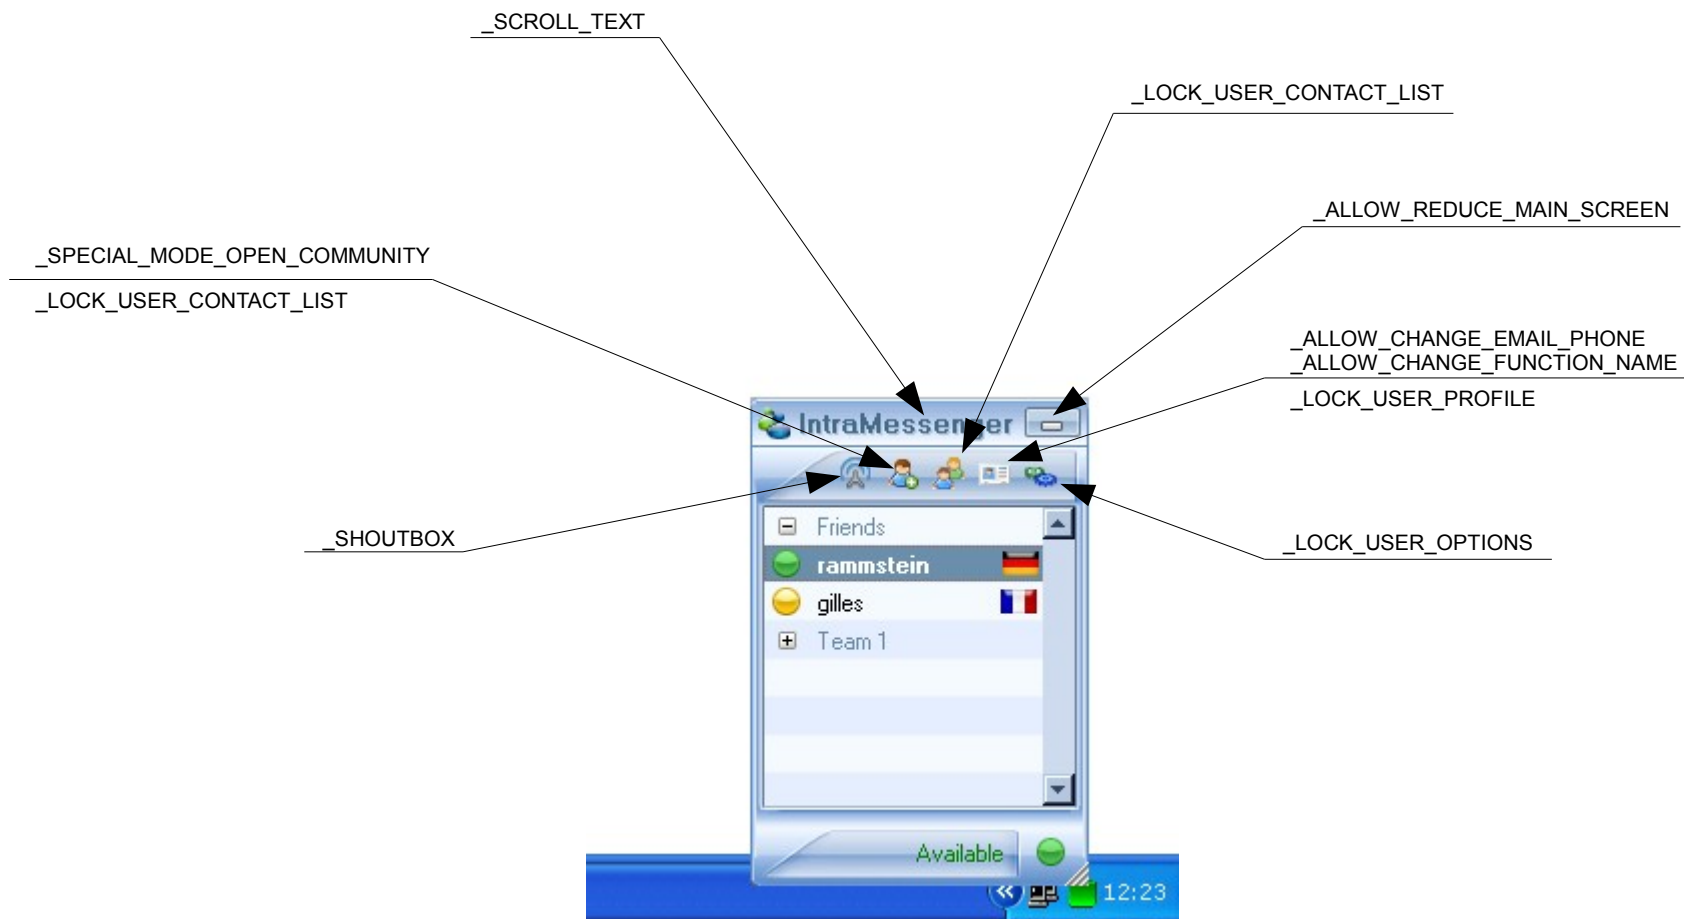 _SCROLL_TEXT
_LOCK_USER_CONTACT_LIST
_ALLOW_REDUCE_MAIN_SCREEN
_SPECIAL_MODE_OPEN_COMMUNITY
_LOCK_USER_CONTACT_LIST
_ALLOW_CHANGE_EMAIL_PHONE
_ALLOW_CHANGE_FUNCTION_NAME
_LOCK_USER_PROFILE
IntraMessenger
_SHOUTBOX
_LOCK_USER_OPTIONS
Friends
rammstein
gilles
Team 1
Available
12:23